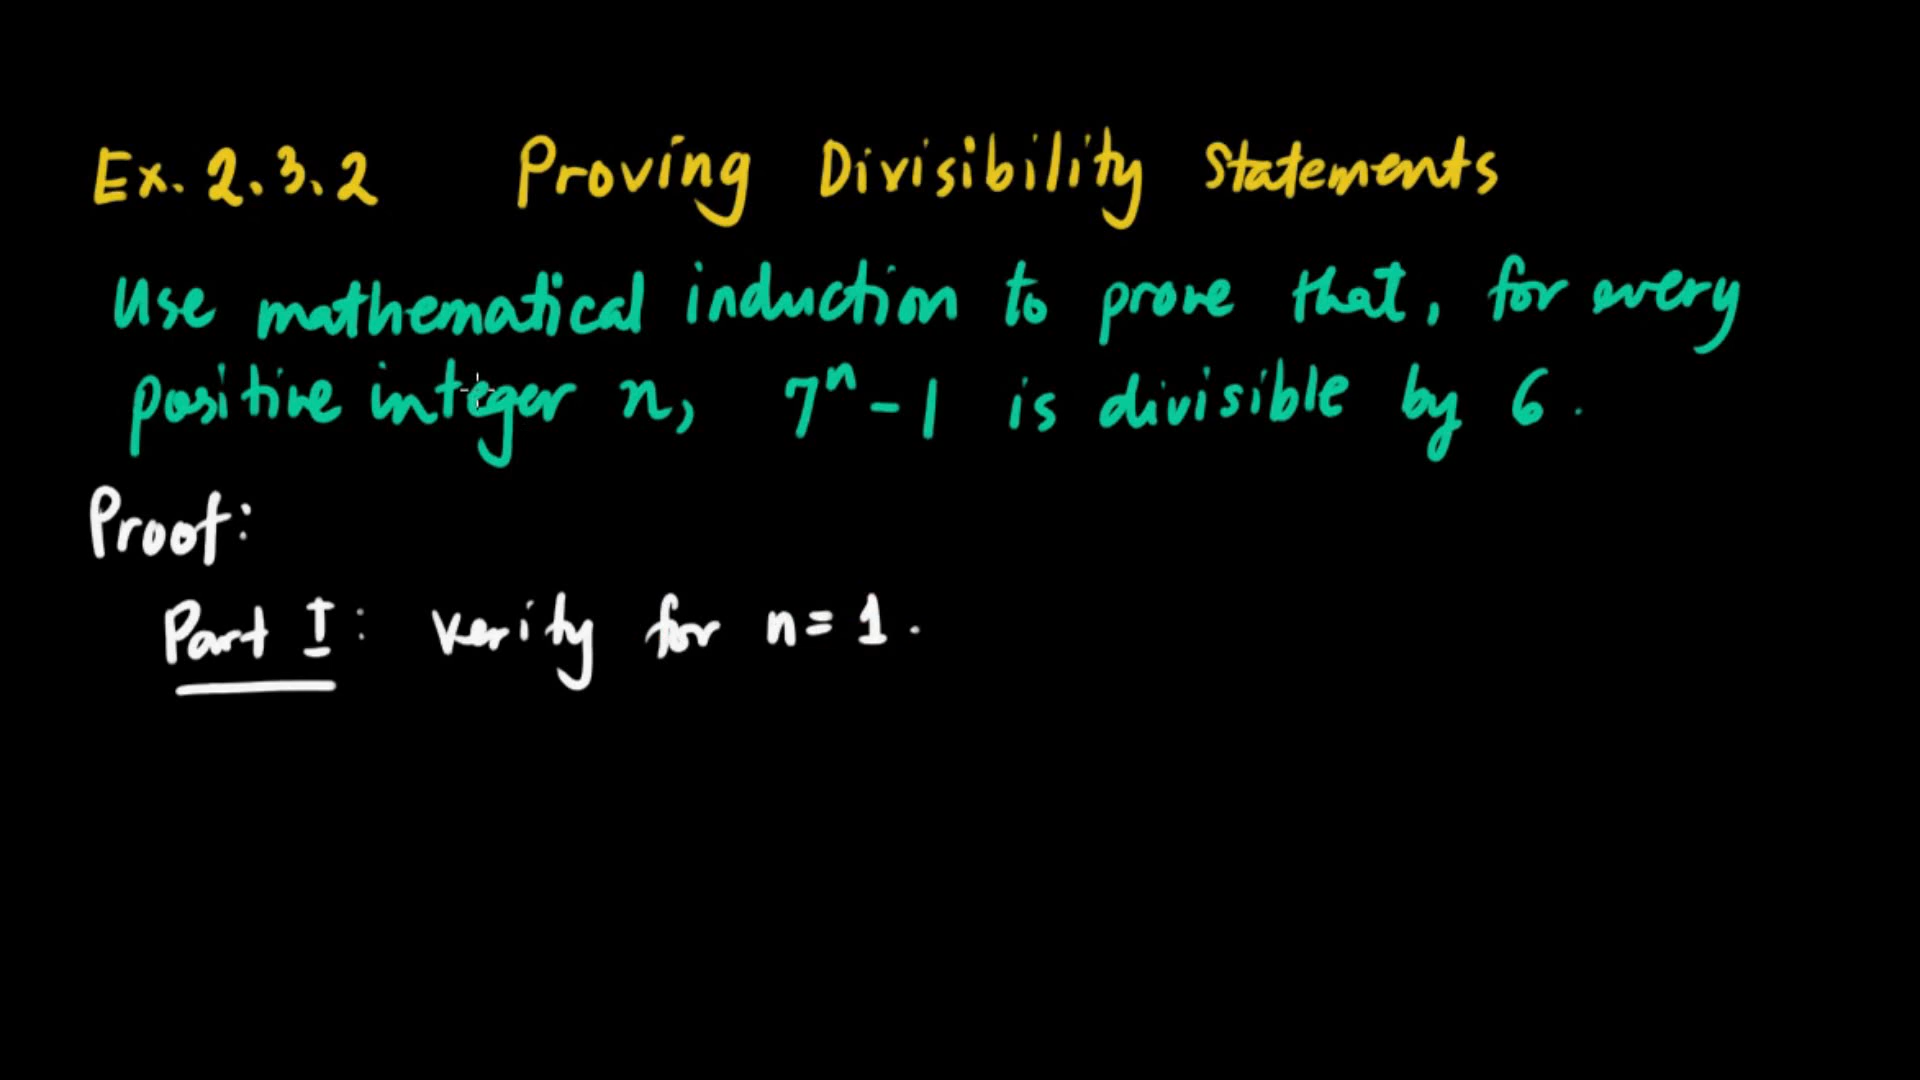 Ex. 2.3.2 Proving Divisibility Statements
Use mathematical induction to prove that, for every
positive integer n, 7ⁿ - 1 is divisible by 6.
Proof:
Part I: verify for n = 1.